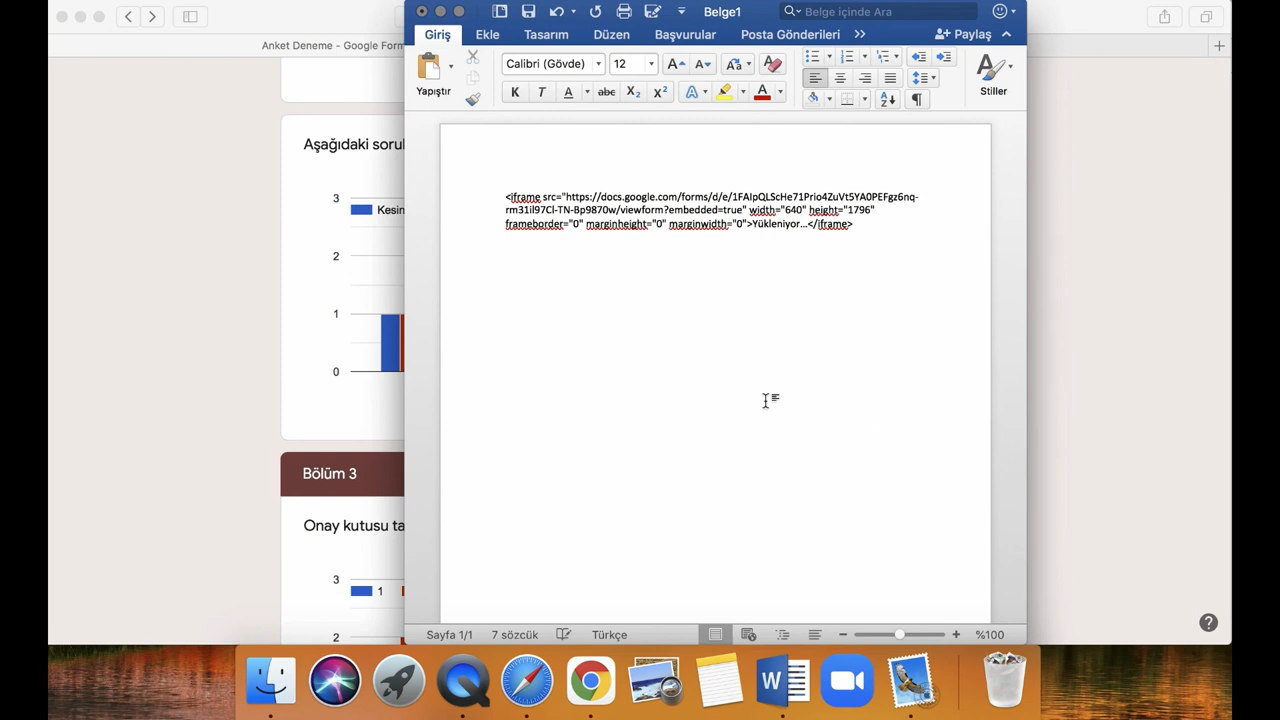 Belge1
Belge içinde Ara
Giriş Ekle Tasarım Düzen Başvurular Posta Gönderileri >> Paylaş
Anket Deneme - Google Form
Yapıştır
Calibri (Gövde) 12
K T A abc X₂ X²
A A
Stiller
Aşağıdaki sorul
3
Kesin
2
1
0
<iframe src="https://docs.google.com/forms/d/e/1FAIpQLScHe71Prio4ZuVt5YA0PEFgz6nq-
rm31il97Cl-TN-Bp9870w/viewform?embedded=true" width="640" height="1796"
frameborder="0" marginheight="0" marginwidth="0">Yükleniyor...</iframe>
Bölüm 3
Onay kutusu ta
3
1
2
Sayfa 1/1 7 sözcük Türkçe %100